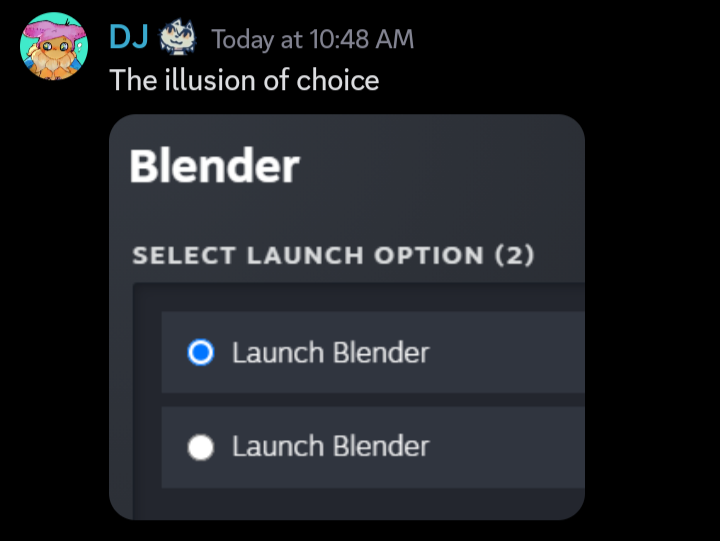 DJ Today at 10:48 AM
The illusion of choice
Blender
SELECT LAUNCH OPTION (2)
Launch Blender
Launch Blender